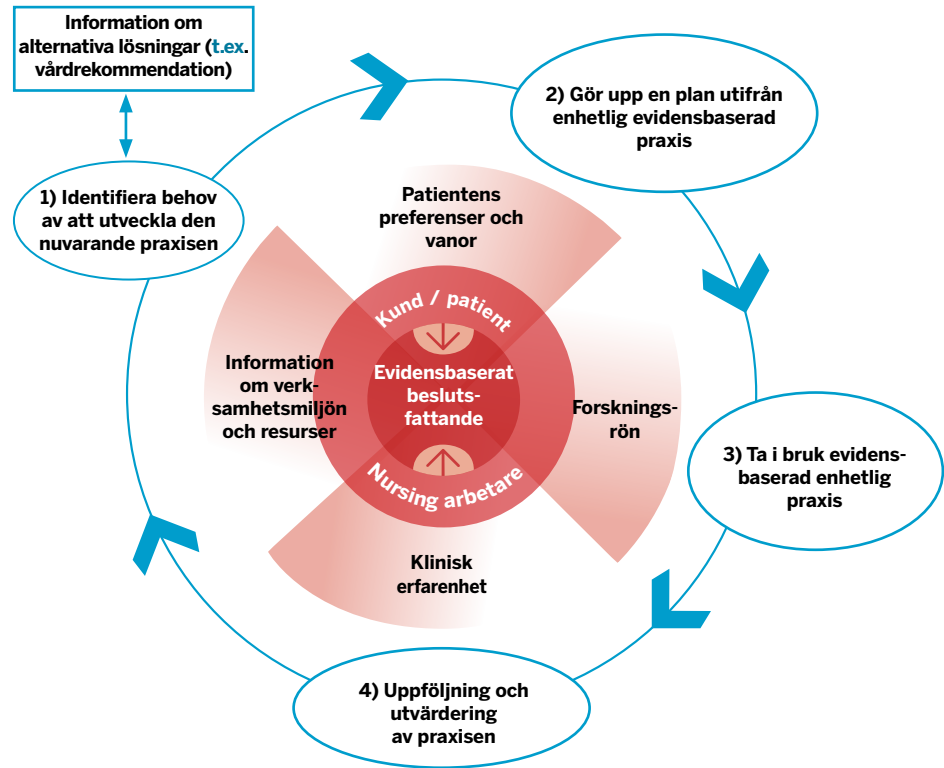 Information om
alternativa lösningar (t.ex.
vårdrekommendation)
1) Identifiera behov
av att utveckla den
nuvarande praxisen
2) Gör upp en plan utifrån
enhetlig evidensbaserad
praxis
3) Ta i bruk evidens-
baserad enhetlig
praxis
4) Uppföljning och
utvärdering
av praxisen
Patientens
preferenser och
vanor
Information
om verk-
samhetsmiljön
och resurser
Forsknings-
rön
Klinisk
erfarenhet
Kund / patient
Evidensbaserat
besluts-
fattande
Nursing arbetare